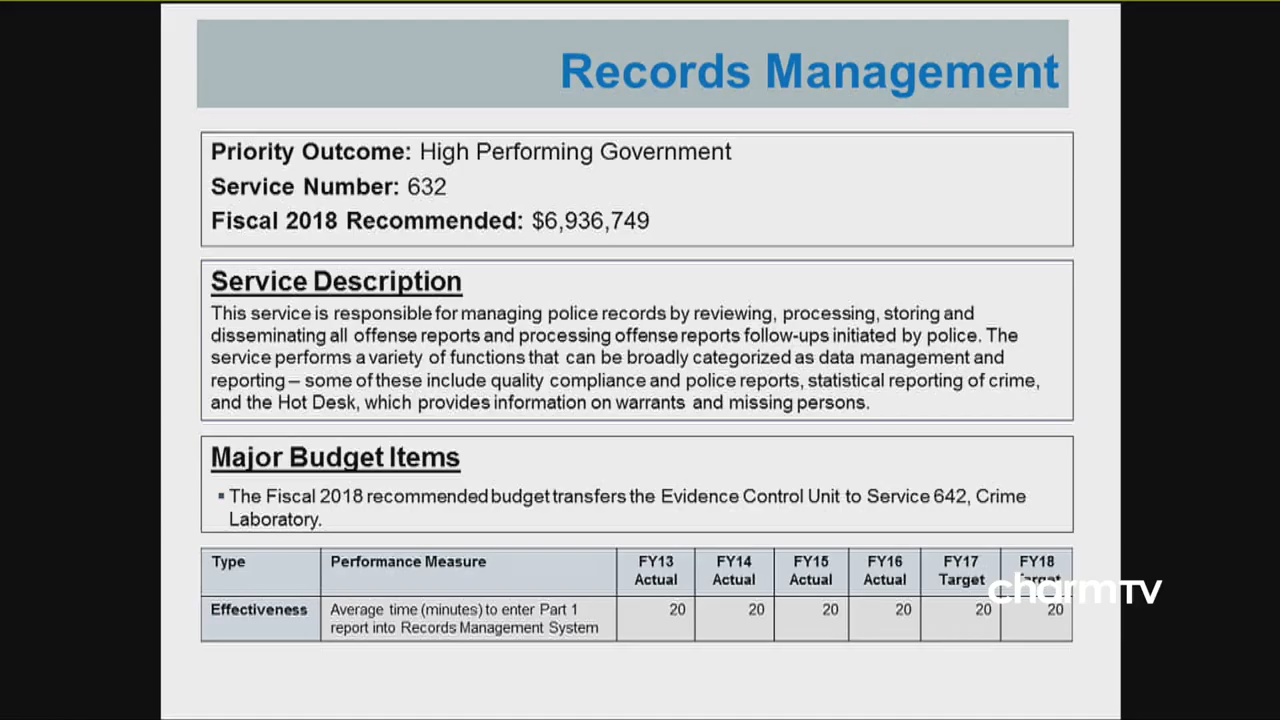 Records Management
Priority Outcome: High Performing Government
Service Number: 632
Fiscal 2018 Recommended: $6,936,749
Service Description
This service is responsible for managing police records by reviewing, processing, storing and
disseminating all offense reports and processing offense reports follow-ups initiated by police. The
service performs a variety of functions that can be broadly categorized as data management and
reporting – some of these include quality compliance and police reports, statistical reporting of crime,
and the Hot Desk, which provides information on warrants and missing persons.
Major Budget Items
▪ The Fiscal 2018 recommended budget transfers the Evidence Control Unit to Service 642, Crime
Laboratory.
Type Performance Measure FY13 FY14 FY15 FY16 FY17 FY18
Actual Actual Actual Actual Target Target
charmTV
Effectiveness Average time (minutes) to enter Part 1 20 20 20 20 20 20
report into Records Management System